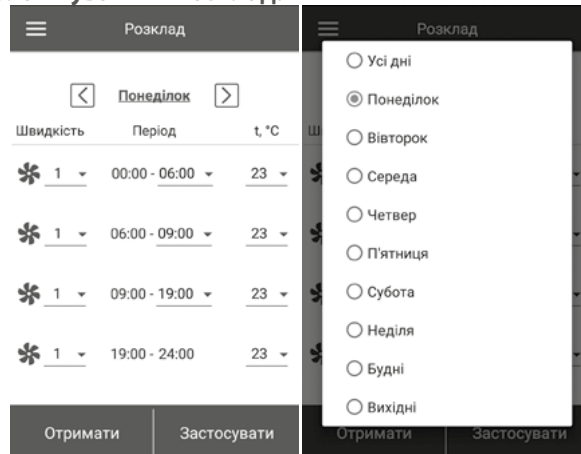 Розклад
Понеділок
Швидкість Період t, °C
1 00:00 - 06:00 23
1 06:00 - 09:00 23
1 09:00 - 19:00 23
1 19:00 - 24:00 23
Отримати Застосувати
Розклад
Усі дні
Понеділок
Вівторок
Середа
Четвер
П'ятниця
Субота
Неділя
Будні
Вихідні
Отримати Застосувати